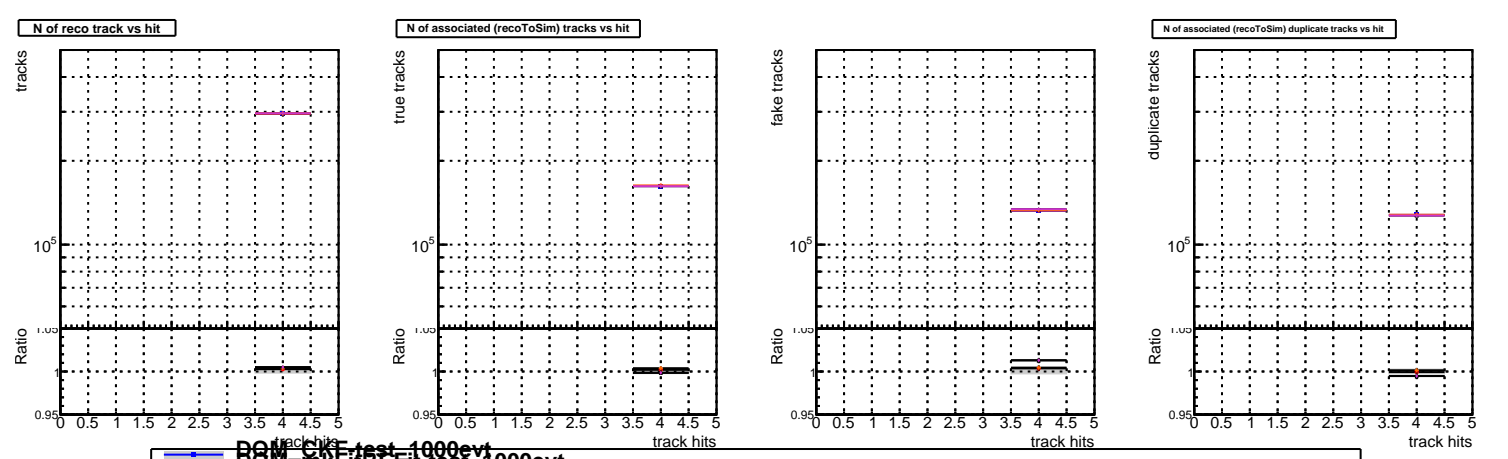 N of reco track vs hit
N of associated (recoToSim) tracks vs hit
N of associated (recoToSim) duplicate tracks vs hit
tracks
10^5
Ratio
1.05
1
0.95
0 0.5 1 1.5 2 2.5 3 3.5 4 4.5 5
track hits
true tracks
10^5
Ratio
1.05
1
0.95
0 0.5 1 1.5 2 2.5 3 3.5 4 4.5 5
track hits
fake tracks
10^5
Ratio
1.05
1
0.95
0 0.5 1 1.5 2 2.5 3 3.5 4 4.5 5
track hits
duplicate tracks
10^5
Ratio
1.05
1
0.95
0 0.5 1 1.5 2 2.5 3 3.5 4 4.5 5
track hits
DQM_CKF-test_1000evt
1000evt